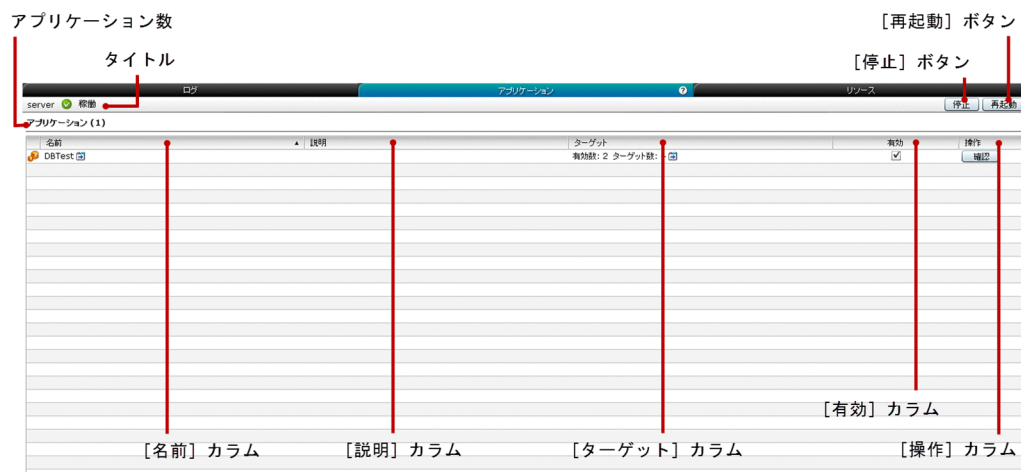 アプリケーション数
［再起動］ボタン
タイトル
［停止］ボタン
ログ
アプリケーション
リソース
server 稼働
停止
再起動
アプリケーション (1)
名前
説明
ターゲット
有効
操作
DBTest
有効数: 2 ターゲット数:
確認
［有効］カラム
［名前］カラム
［説明］カラム
［ターゲット］カラム
［操作］カラム